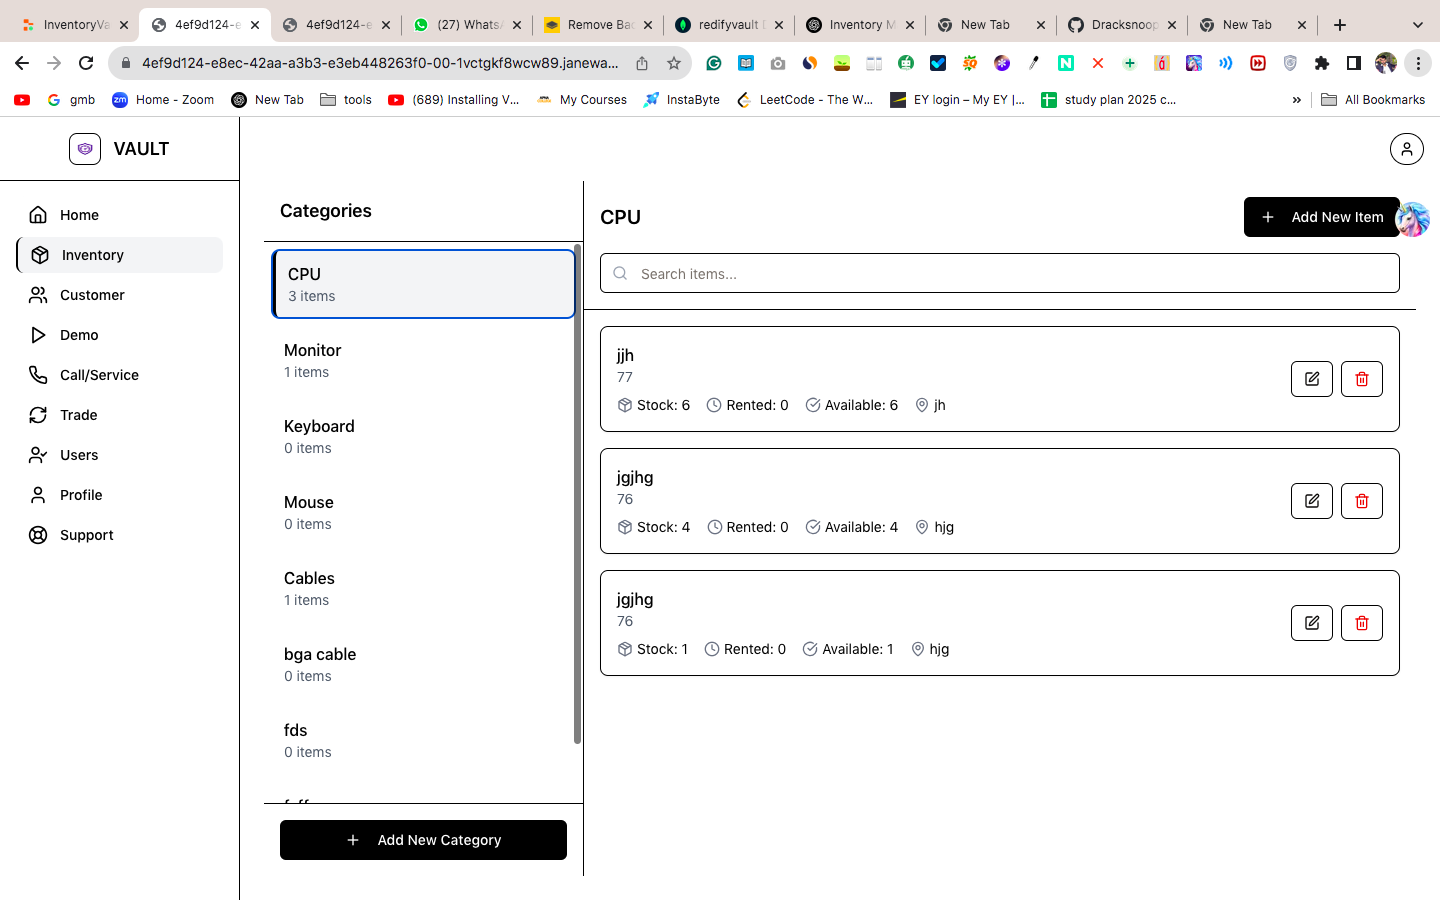 InventoryVa
4ef9d124-e
4ef9d124-e
(27) WhatsA
Remove Bac
redifyvault D
Inventory M
New Tab
Dracksnoop
New Tab
4ef9d124-e8ec-42aa-a3b3-e3eb448263f0-00-1vctgkf8wcw89.janewa...
gmb
Home - Zoom
New Tab
tools
(689) Installing V...
My Courses
InstaByte
LeetCode - The W...
EY login – My EY |...
study plan 2025 c...
»
All Bookmarks
VAULT
Home
Inventory
Customer
Demo
Call/Service
Trade
Users
Profile
Support
Categories
CPU
3 items
Monitor
1 items
Keyboard
0 items
Mouse
0 items
Cables
1 items
bga cable
0 items
fds
0 items
Add New Category
CPU
Add New Item
Search items...
jjh
77
Stock: 6 Rented: 0 Available: 6 jh
jgjhg
76
Stock: 4 Rented: 0 Available: 4 hjg
jgjhg
76
Stock: 1 Rented: 0 Available: 1 hjg